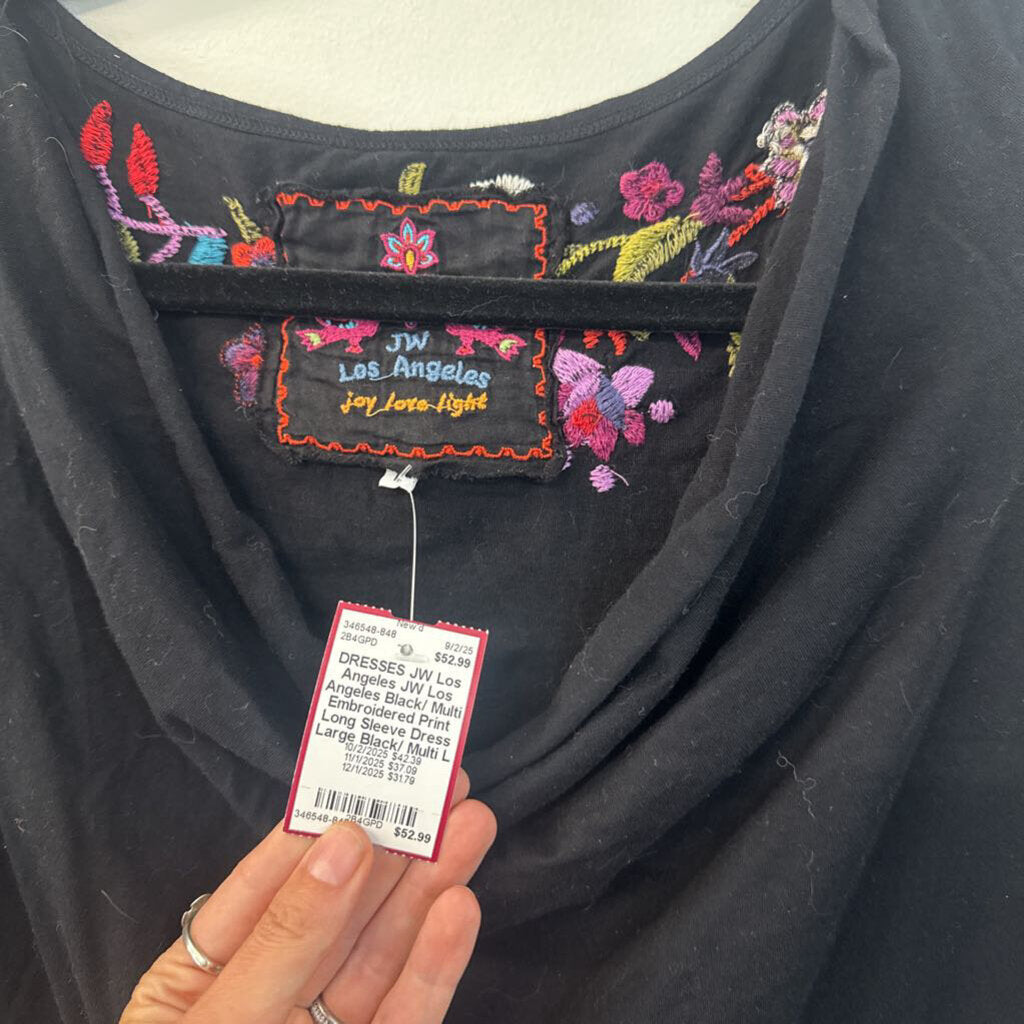 JW
Los Angeles
joy love light
L
New d
346548-848 9/2/25
2B4GPD $52.99
DRESSES JW Los
Angeles JW Los
Angeles Black/ Multi
Embroidered Print
Long Sleeve Dress
Large Black/ Multi L
10/2/2025 $42.39
11/1/2025 $37.09
12/1/2025 $31.79
2B4GPD $52.99